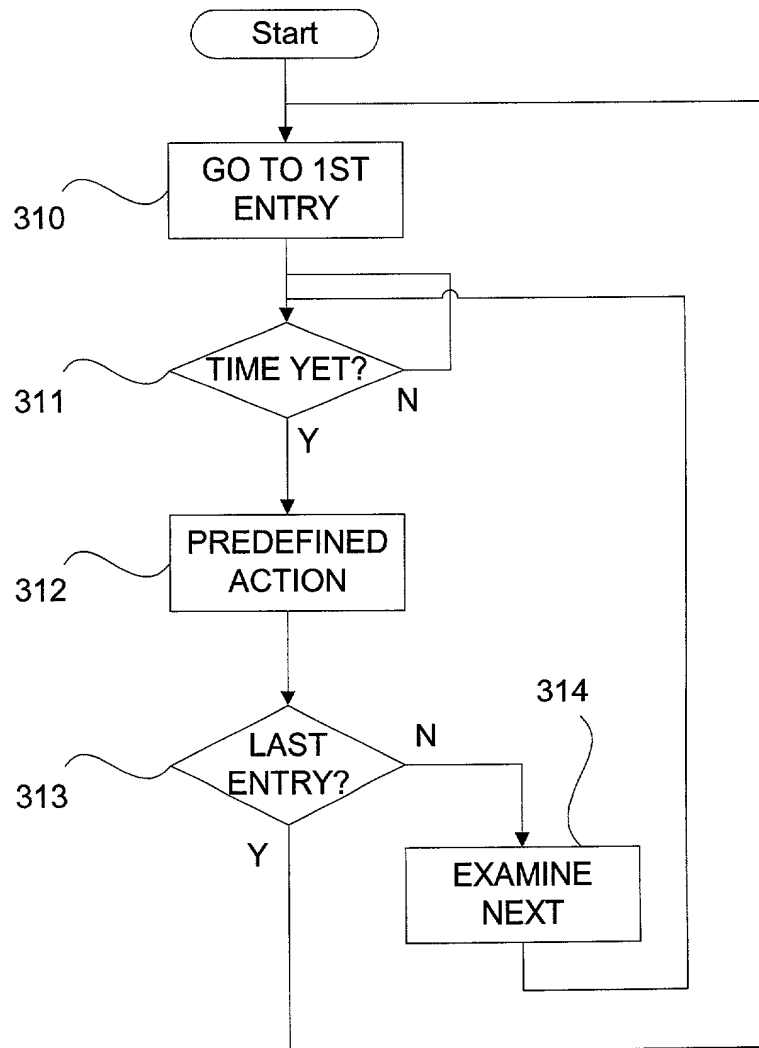 Start
GO TO 1ST
ENTRY
310
TIME YET?
N
311
Y
PREDEFINED
ACTION
312
314
LAST
ENTRY?
N
313
Y
EXAMINE
NEXT